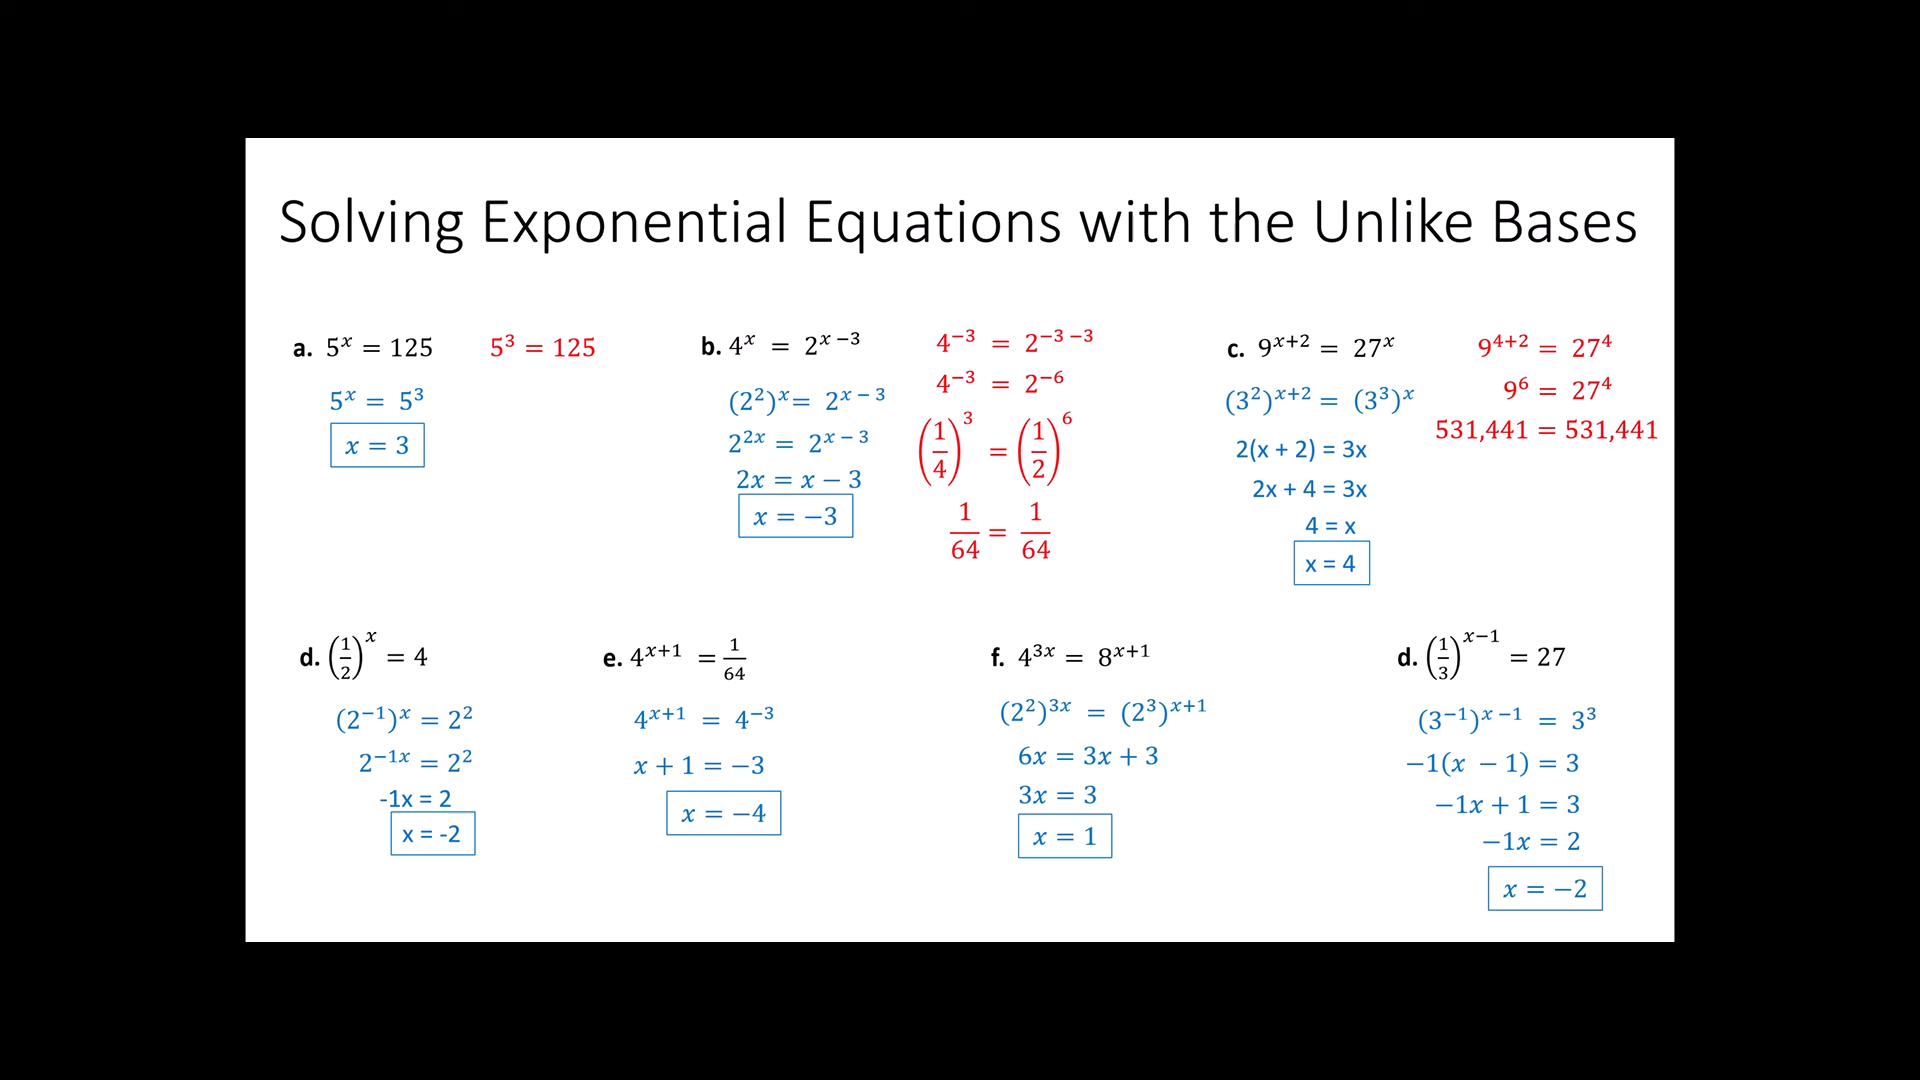 Solving Exponential Equations with the Unlike Bases
a. 5^x = 125
5^x = 5^3
x = 3
5^3 = 125
b. 4^x = 2^(x −3)
(2^2)^x = 2^(x − 3)
2^(2x) = 2^(x − 3)
2x = x − 3
x = −3
4^(−3) = 2^(−3 −3)
4^(−3) = 2^(−6)
(1/4)^3 = (1/2)^6
1/64 = 1/64
c. 9^(x+2) = 27^x
(3^2)^(x+2) = (3^3)^x
2(x + 2) = 3x
2x + 4 = 3x
4 = x
x = 4
9^(4+2) = 27^4
9^6 = 27^4
531,441 = 531,441
d. (1/2)^x = 4
(2^(−1))^x = 2^2
2^(−1x) = 2^2
-1x = 2
x = -2
e. 4^(x+1) = 1/64
4^(x+1) = 4^(−3)
x + 1 = −3
x = −4
f. 4^(3x) = 8^(x+1)
(2^2)^(3x) = (2^3)^(x+1)
6x = 3x + 3
3x = 3
x = 1
d. (1/3)^(x−1) = 27
(3^(−1))^(x −1) = 3^3
−1(x − 1) = 3
−1x + 1 = 3
−1x = 2
x = −2